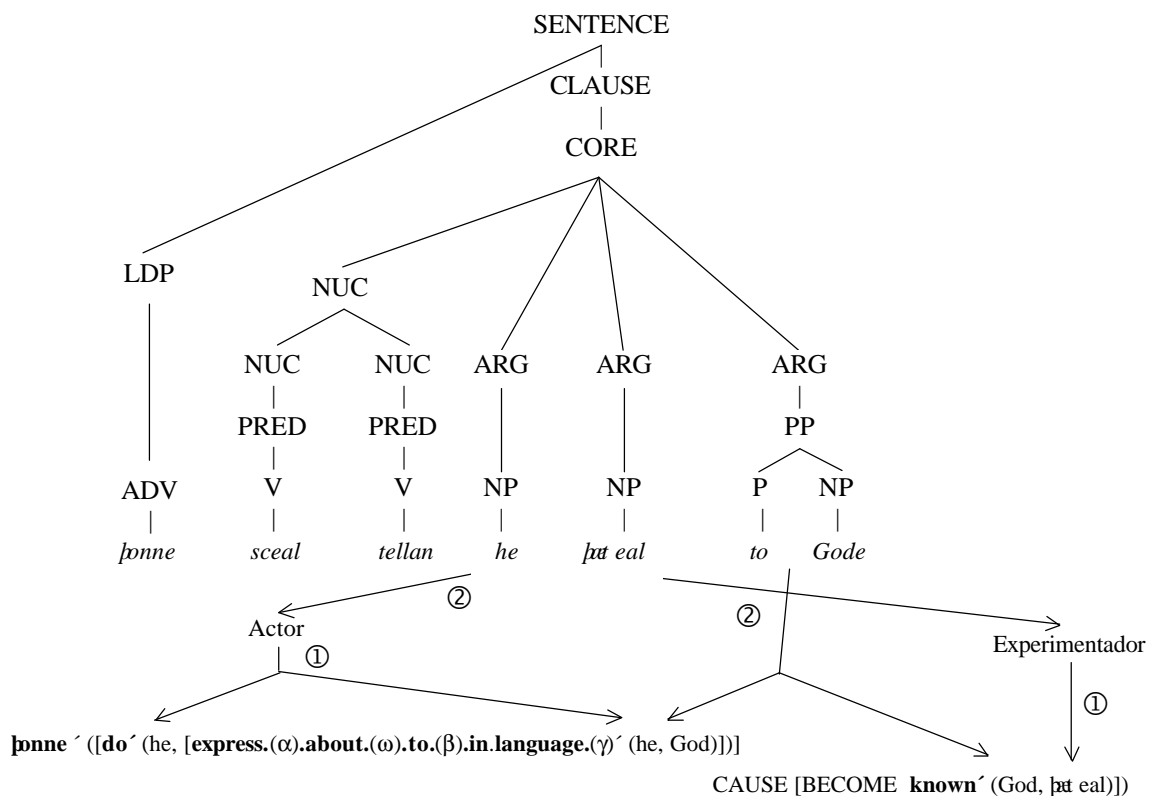 SENTENCE
CLAUSE
CORE
LDP
NUC
NUC NUC ARG ARG ARG
PRED PRED PP
ADV V V NP NP P NP
þonne sceal tellan he þæt eal to Gode
②
②
Actor
Experimentador
①
①
þonne ´ ([do´ (he, [express.(α).about.(ω).to.(β).in.language.(γ)´ (he, God)])]
CAUSE [BECOME known´ (God, þæt eal)])